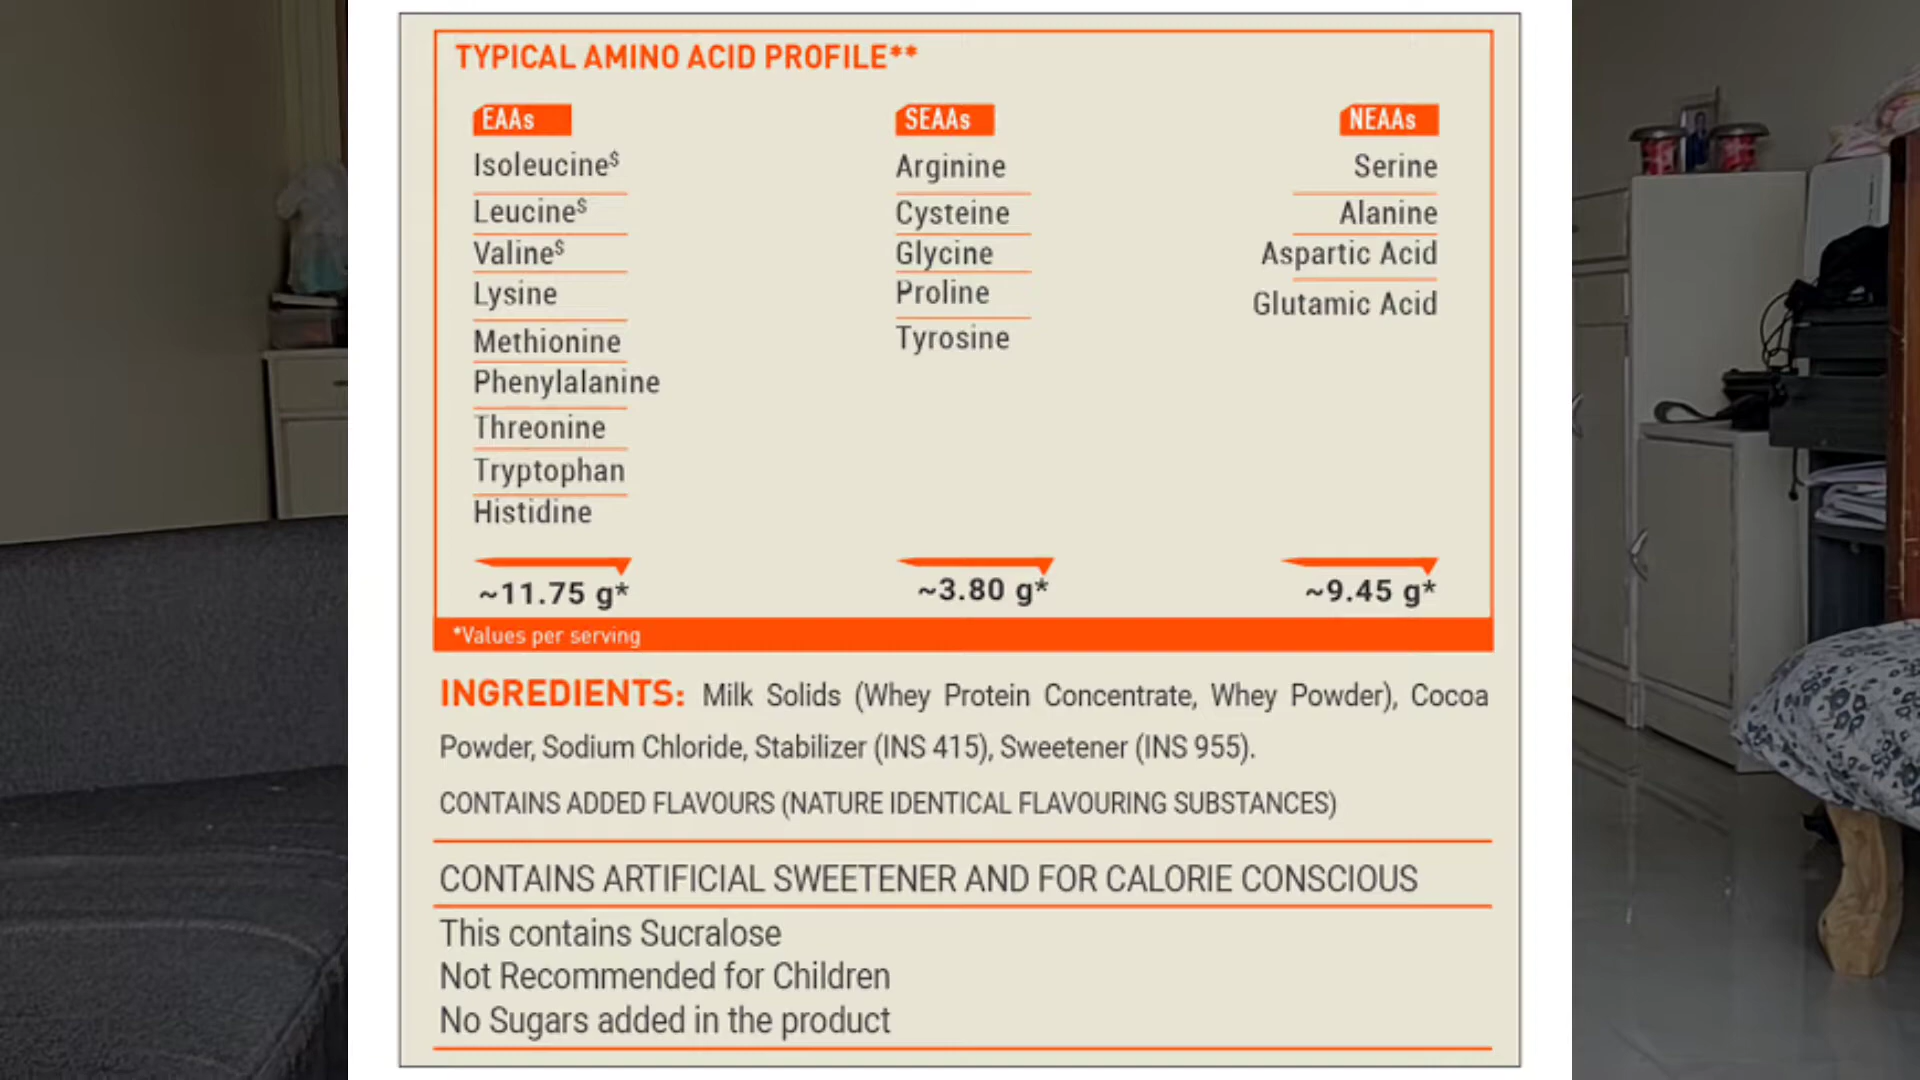 TYPICAL AMINO ACID PROFILE**
EAAs
Isoleucine$
Leucine$
Valine$
Lysine
Methionine
Phenylalanine
Threonine
Tryptophan
Histidine
~11.75 g*
SEAAs
Arginine
Cysteine
Glycine
Proline
Tyrosine
~3.80 g*
NEAAs
Serine
Alanine
Aspartic Acid
Glutamic Acid
~9.45 g*
*Values per serving
INGREDIENTS: Milk Solids (Whey Protein Concentrate, Whey Powder), Cocoa
Powder, Sodium Chloride, Stabilizer (INS 415), Sweetener (INS 955).
CONTAINS ADDED FLAVOURS (NATURE IDENTICAL FLAVOURING SUBSTANCES)
CONTAINS ARTIFICIAL SWEETENER AND FOR CALORIE CONSCIOUS
This contains Sucralose
Not Recommended for Children
No Sugars added in the product